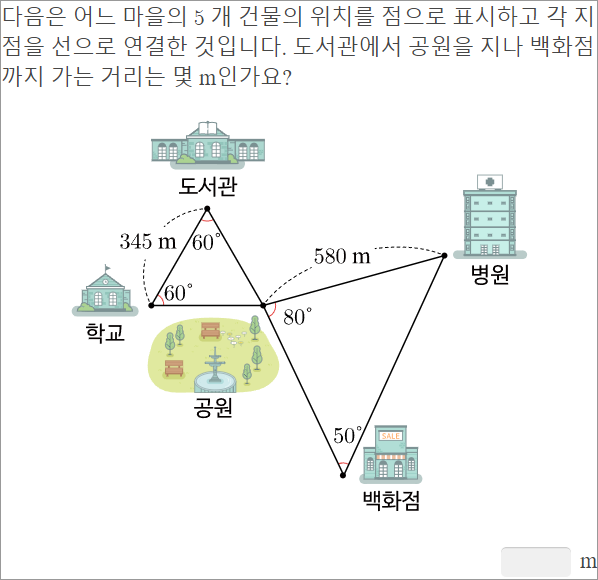 다음은 어느 마을의 5 개 건물의 위치를 점으로 표시하고 각 지
점을 선으로 연결한 것입니다. 도서관에서 공원을 지나 백화점
까지 가는 거리는 몇 m인가요?
도서관
345 m
60°
580 m
병원
60°
학교
80°
공원
SALE
50°
백화점
m